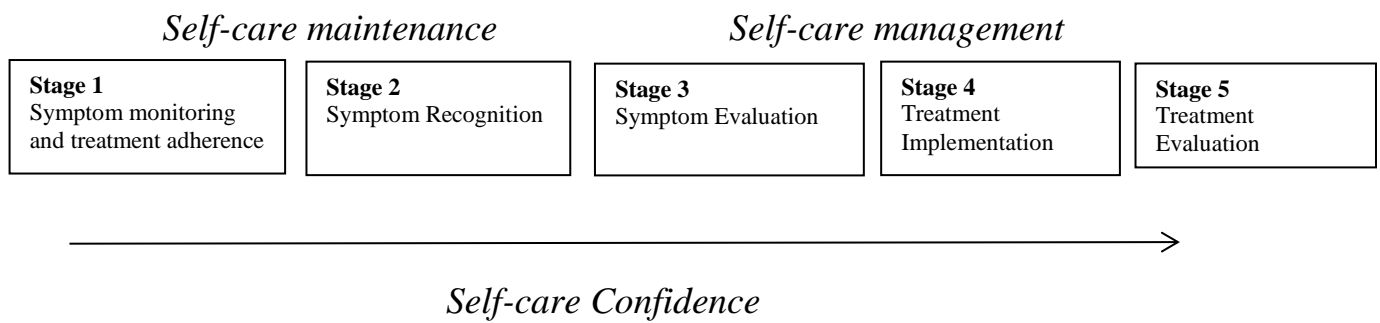 Self-care maintenance
Self-care management
Stage 1
Symptom monitoring
and treatment adherence
Stage 2
Symptom Recognition
Stage 3
Symptom Evaluation
Stage 4
Treatment
Implementation
Stage 5
Treatment
Evaluation
Self-care Confidence